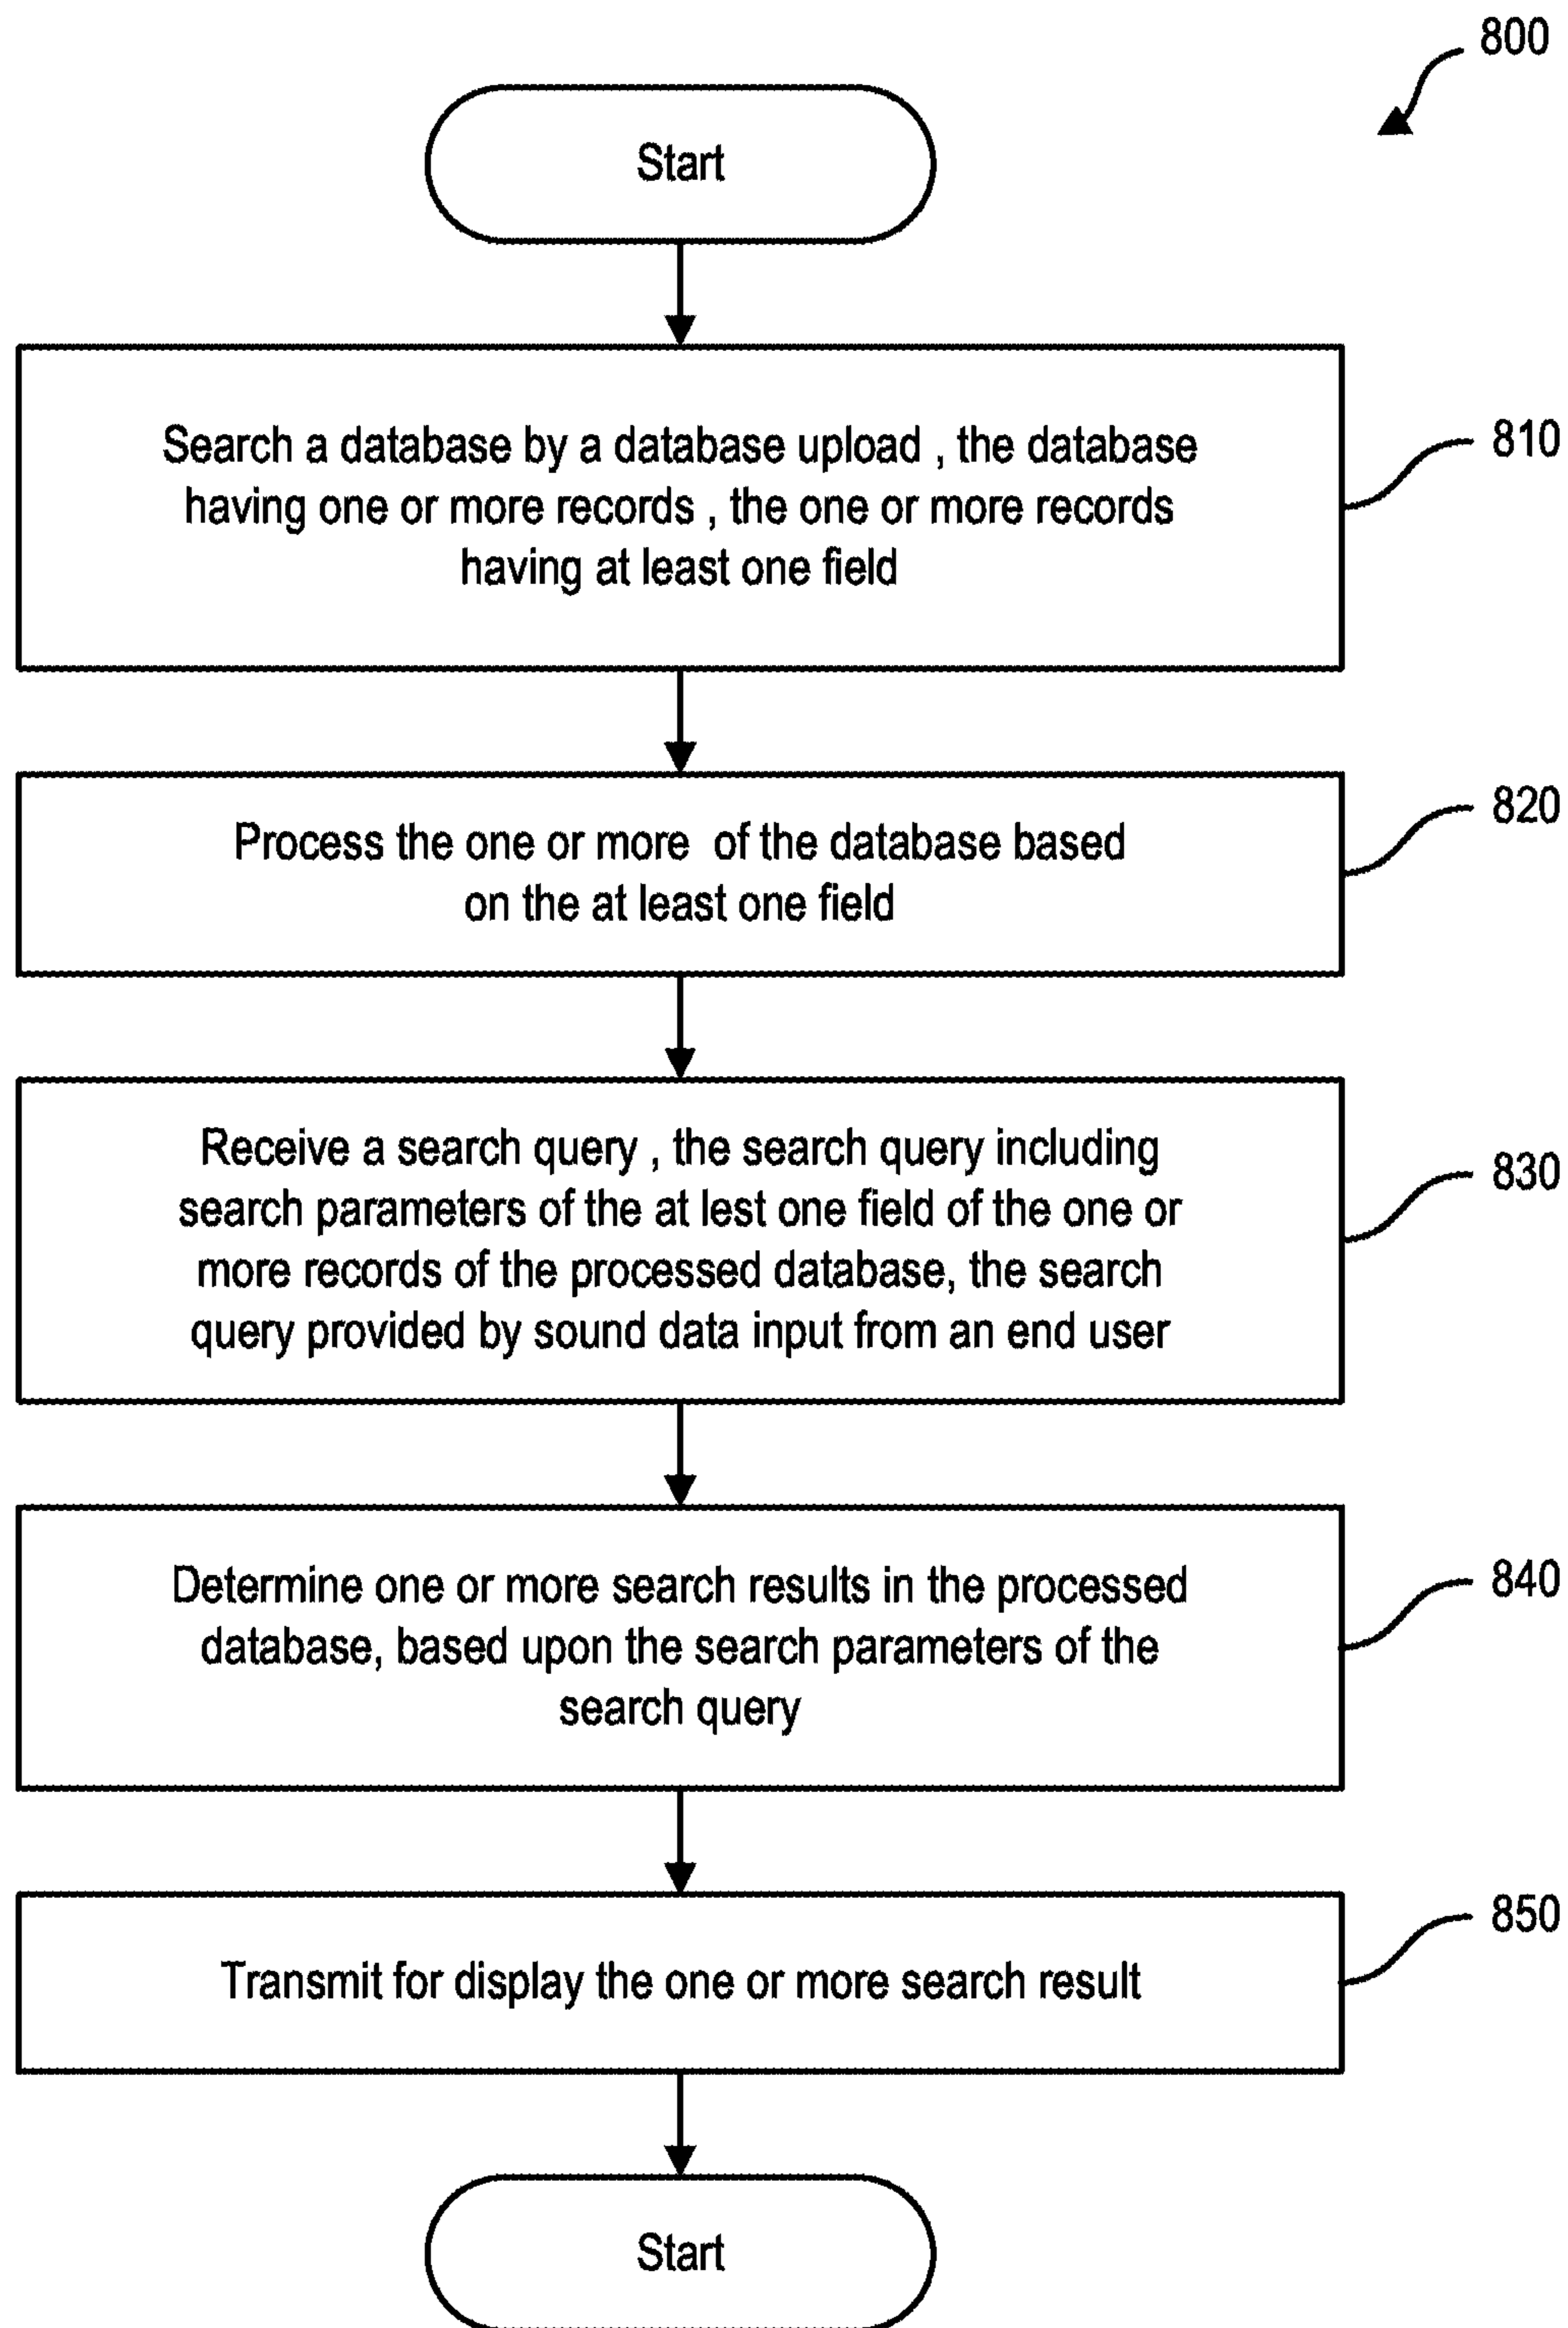 800
Start
Search a database by a database upload , the database
having one or more records , the one or more records
having at least one field
810
Process the one or more  of the database based
on the at least one field
820
Receive a search query , the search query including
search parameters of the at lest one field of the one or
more records of the processed database, the search
query provided by sound data input from an end user
830
Determine one or more search results in the processed
database, based upon the search parameters of the
search query
840
Transmit for display the one or more search result
850
Start